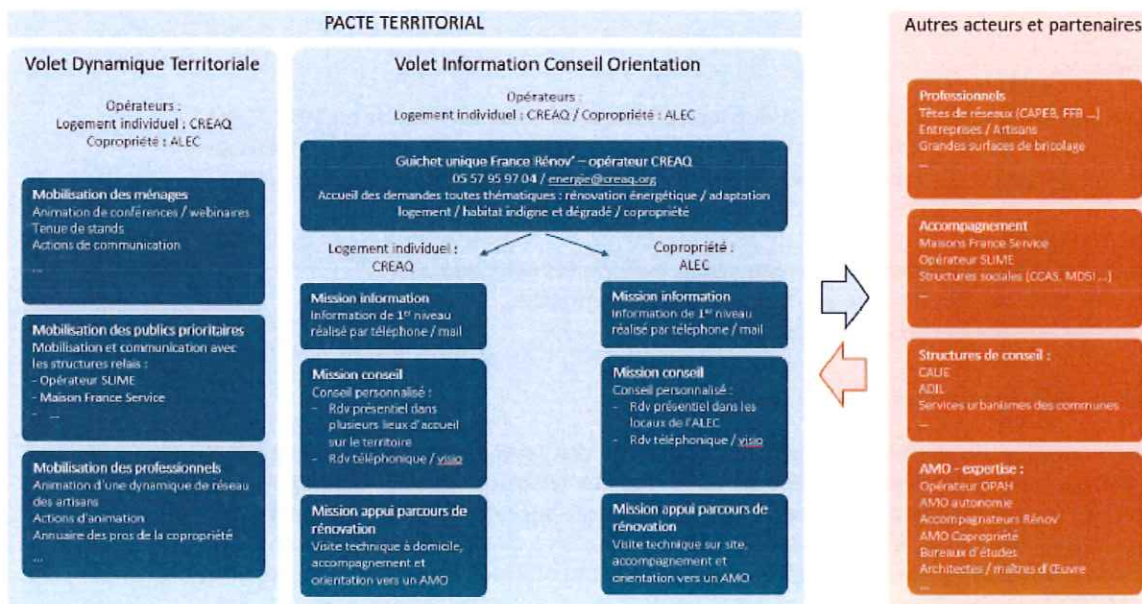 PACTE TERRITORIAL
Volet Dynamique Territoriale
Opérateurs :
Logement individuel : CREAQ
Copropriété : ALEC
Mobilisation des ménages
Animation de conférences / webinaires
Tenue de stands
Actions de communication
...
Mobilisation des publics prioritaires
Mobilisation et communication avec
les structures relais :
- Opérateur SLIME
- Maison France Service
- ...
Mobilisation des professionnels
Animation d'une dynamique de réseau
des artisans
Actions d'animation
Annuaire des pros de la copropriété
...
Volet Information Conseil Orientation
Opérateurs :
Logement individuel : CREAQ / Copropriété : ALEC
Guichet unique France Rénov' – opérateur CREAQ
05 57 95 97 04 / energie@creaq.org
Accueil des demandes toutes thématiques : rénovation énergétique / adaptation
logement / habitat indigne et dégradé / copropriété
Logement individuel :
CREAQ
Mission information
Information de 1er niveau
réalisé par téléphone / mail
Mission conseil
Conseil personnalisé :
- Rdv présentiel dans
plusieurs lieux d'accueil
sur le territoire
- Rdv téléphonique / visio
Mission appui parcours de
rénovation
Visite technique à domicile,
accompagnement et
orientation vers un AMO
Copropriété :
ALEC
Mission information
Information de 1er niveau
réalisé par téléphone / mail
Mission conseil
Conseil personnalisé :
- Rdv présentiel dans les
locaux de l'ALEC
- Rdv téléphonique / visio
Mission appui parcours de
rénovation
Visite technique sur site,
accompagnement et
orientation vers un AMO
Autres acteurs et partenaires
Professionnels
Têtes de réseaux (CAPEB, FFB ...)
Entreprises / Artisans
Grandes surfaces de bricolage
...
Accompagnement
Maisons France Service
Opérateur SLIME
Structures sociales (CCAS, MDSI ...)
...
Structures de conseil :
CAUE
ADIL
Services urbanismes des communes
...
AMO - expertise :
Opérateur OPAH
AMO autonomie
Accompagnateurs Rénov'
AMO Copropriété
Bureaux d'études
Architectes / maîtres d'Œuvre
...